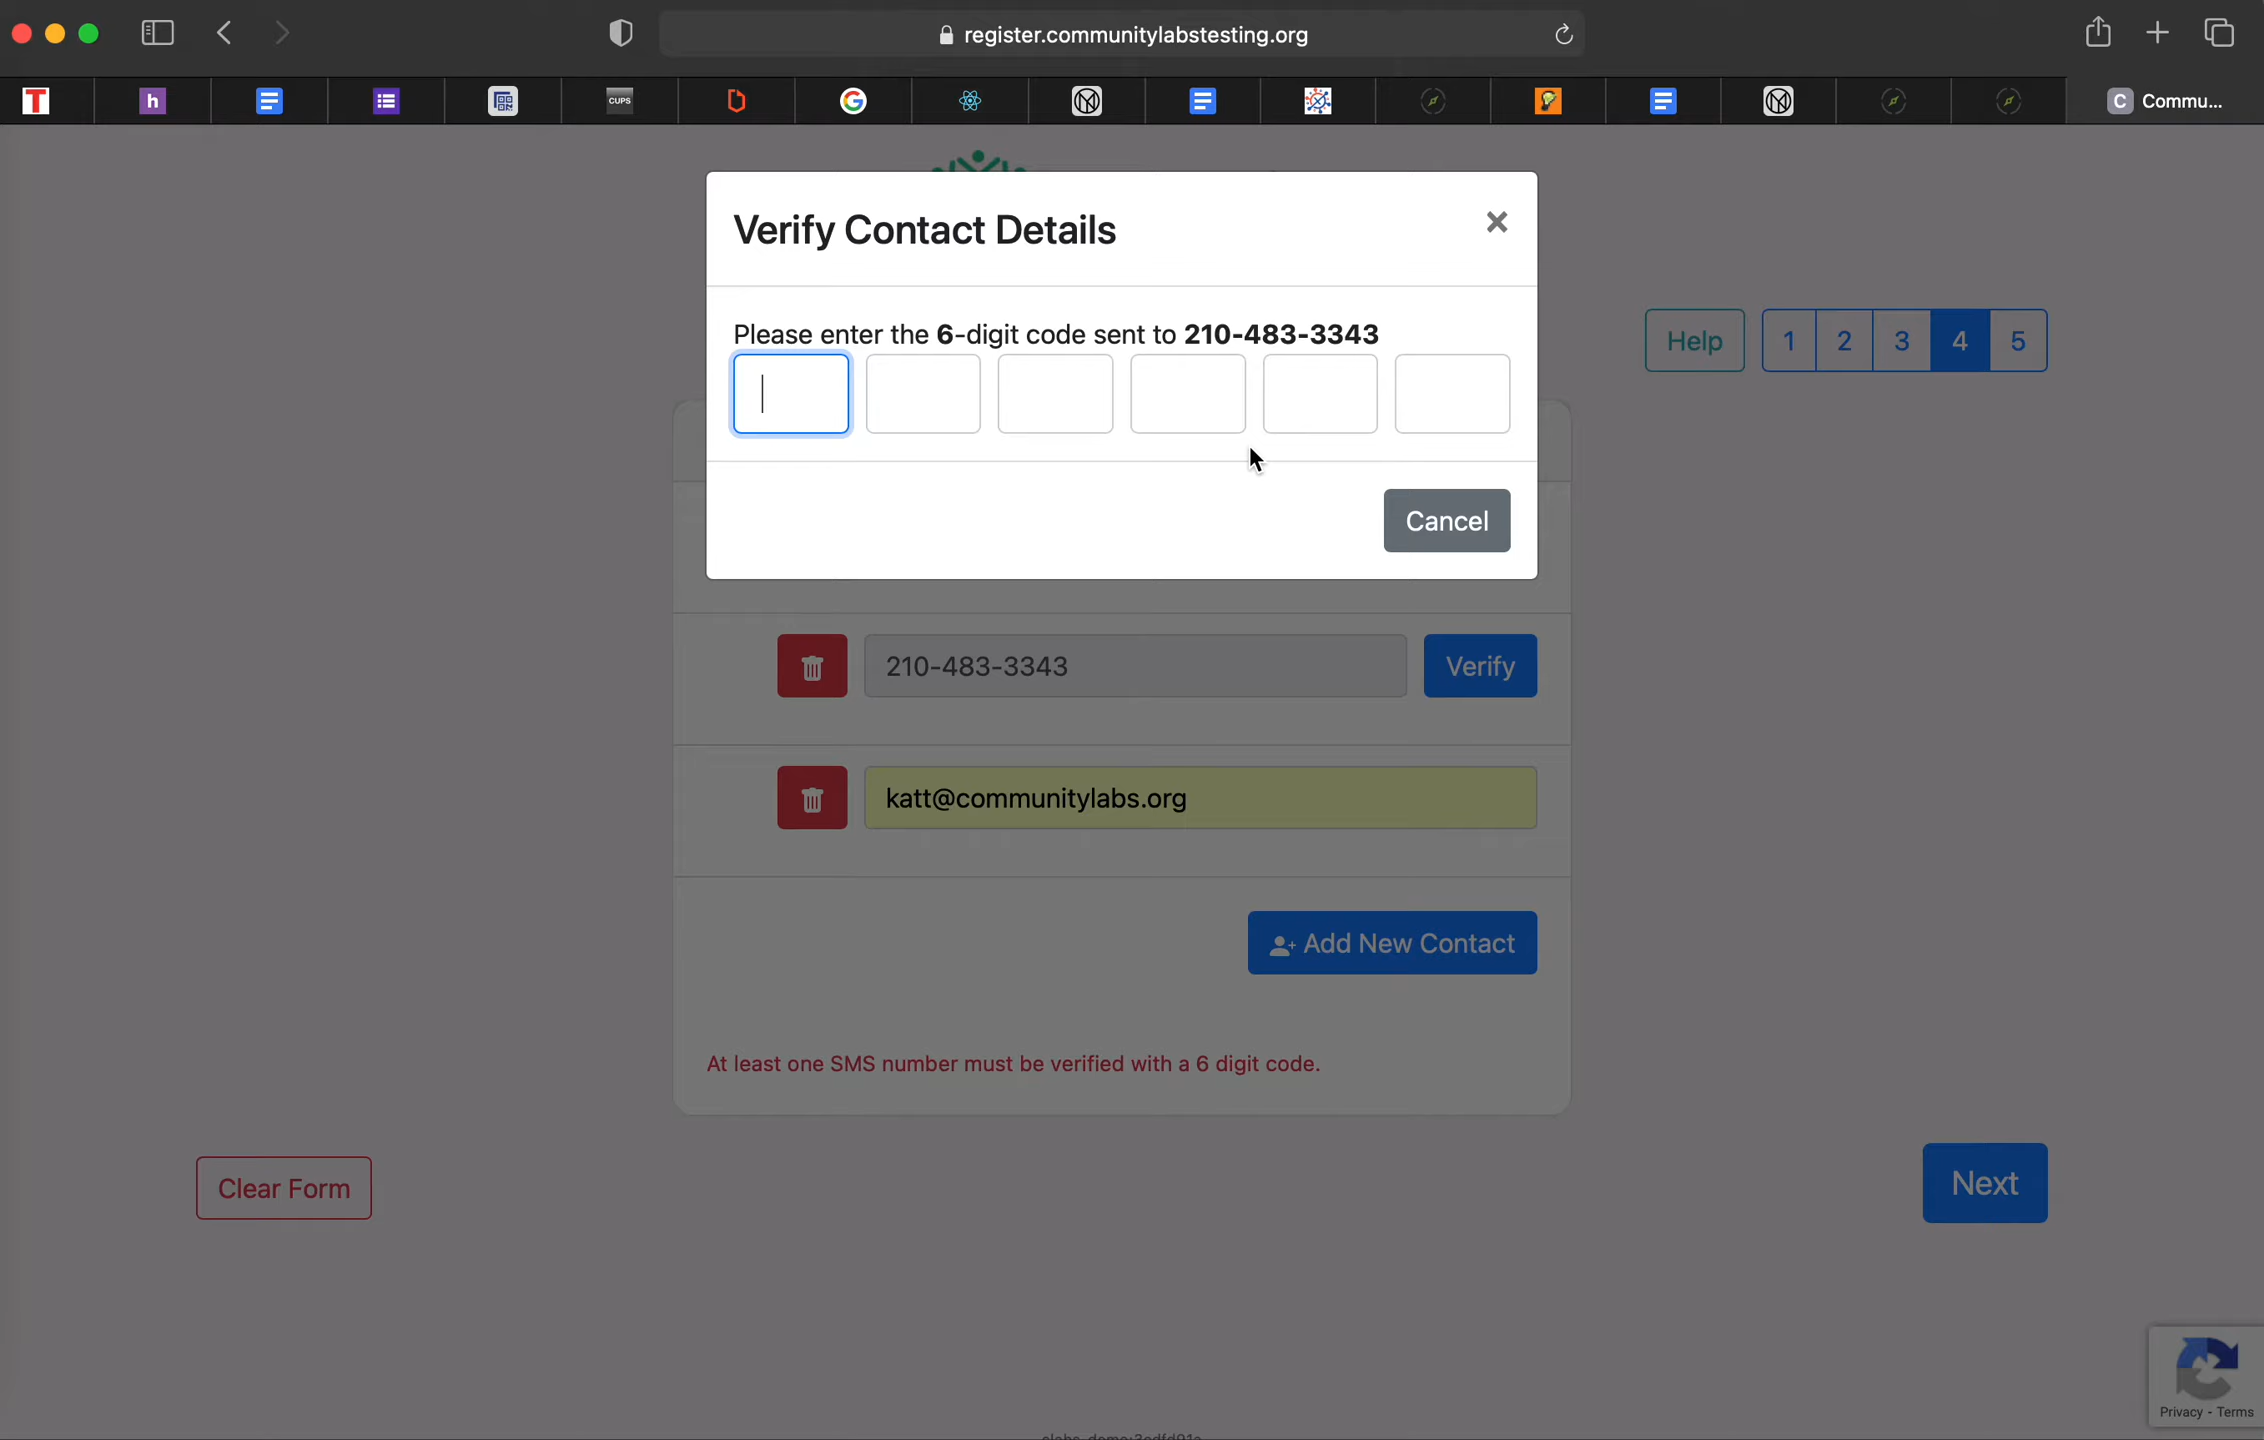 register.communitylabstesting.org
T
h
CUPS
C Commu...
Verify Contact Details
Please enter the 6-digit code sent to 210-483-3343
Help 1 2 3 4 5
Cancel
210-483-3343 Verify
katt@communitylabs.org
Add New Contact
At least one SMS number must be verified with a 6 digit code.
Clear Form Next
Privacy - Terms